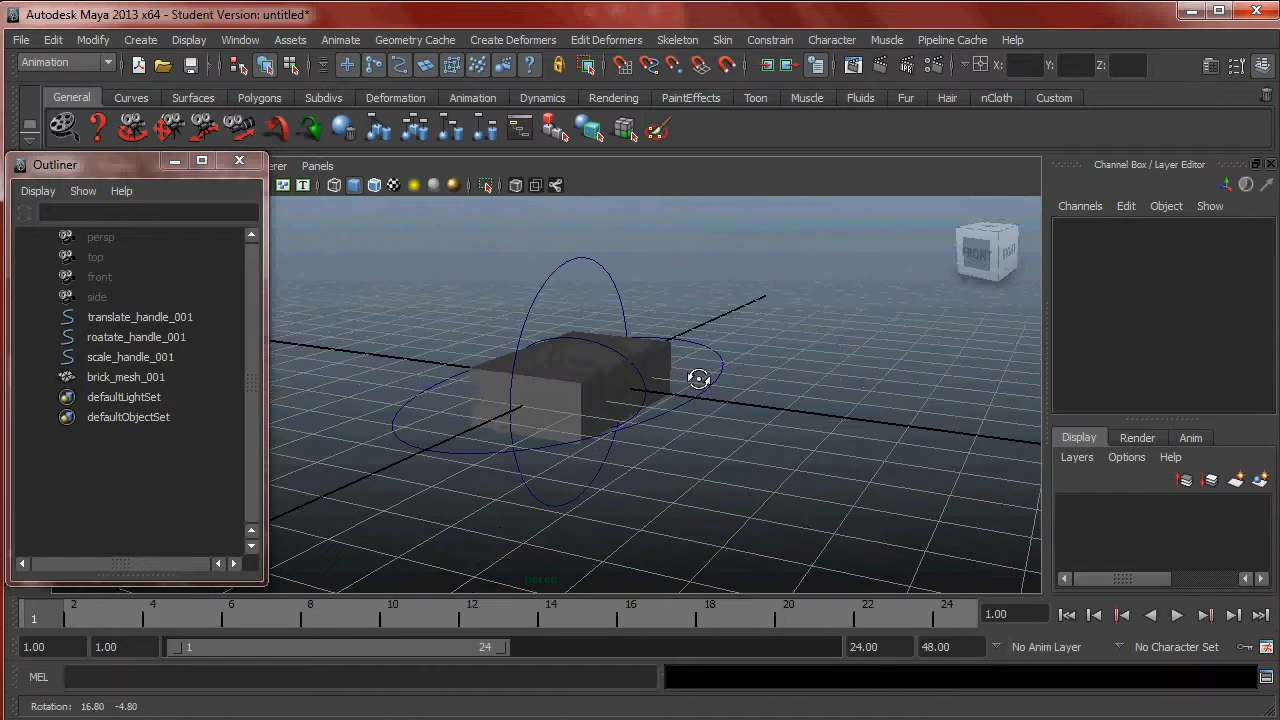 Autodesk Maya 2013 x64 - Student Version: untitled*
File Edit Modify Create Display Window Assets Animate Geometry Cache Create Deformers Edit Deformers Skeleton Skin Constrain Character Muscle Pipeline Cache Help
Animation X: Y: Z:
General Curves Surfaces Polygons Subdivs Deformation Animation Dynamics Rendering PaintEffects Toon Muscle Fluids Fur Hair nCloth Custom
Outliner
Panels
Channel Box / Layer Editor
Display Show Help
Channels Edit Object Show
persp
top
front
side
translate_handle_001
roatate_handle_001
scale_handle_001
brick_mesh_001
defaultLightSet
defaultObjectSet
FRONT RIGHT
Display Render Anim
Layers Options Help
persp
1 2 4 6 8 10 12 14 16 18 20 22 24 1.00
1.00 1.00 1 24 24.00 48.00 No Anim Layer No Character Set
MEL
Rotation: 16.80 -4.80